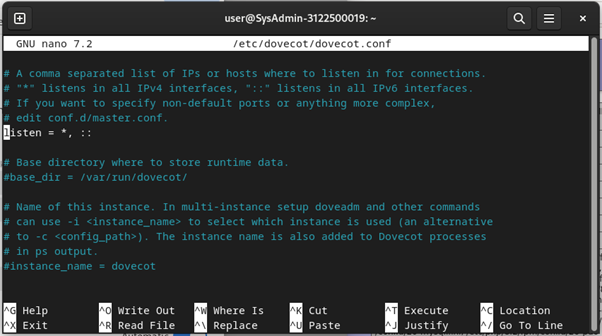 user@SysAdmin-3122500019: ~
GNU nano 7.2 /etc/dovecot/dovecot.conf
# A comma separated list of IPs or hosts where to listen in for connections.
# "*" listens in all IPv4 interfaces, "::" listens in all IPv6 interfaces.
# If you want to specify non-default ports or anything more complex,
# edit conf.d/master.conf.
listen = *, ::
# Base directory where to store runtime data.
#base_dir = /var/run/dovecot/
# Name of this instance. In multi-instance setup doveadm and other commands
# can use -i <instance_name> to select which instance is used (an alternative
# to -c <config_path>). The instance name is also added to Dovecot processes
# in ps output.
#instance_name = dovecot
^G Help ^O Write Out ^W Where Is ^K Cut ^T Execute ^C Location
^X Exit ^R Read File ^\ Replace ^U Paste ^J Justify ^/ Go To Line